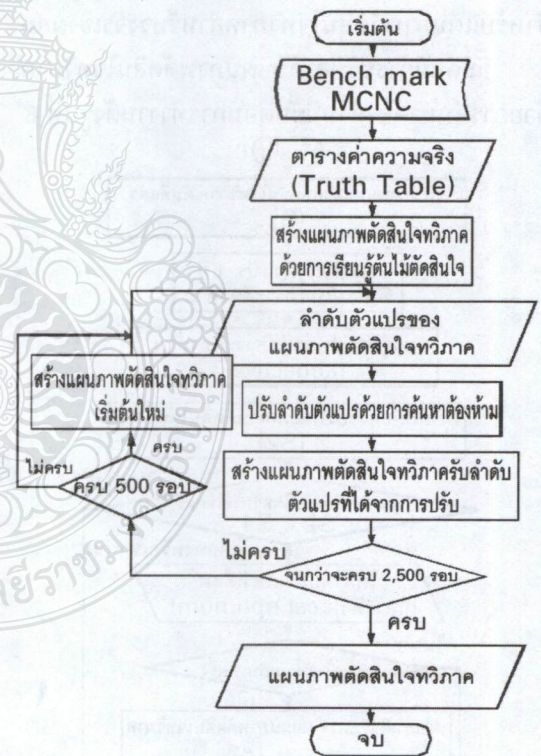 เริ่มต้น
Benchmark
MCNC
ตารางค่าความจริง
(Truth Table)
สร้างแผนภาพตัดสินใจทวิภาค
ด้วยการเรียนรู้ต้นไม้ตัดสินใจ
ลำดับตัวแปรของ
แผนภาพตัดสินใจทวิภาค
สร้างแผนภาพตัดสินใจทวิภาค
เริ่มต้นใหม่
ปรับลำดับตัวแปรด้วยการค้นหาต้องห้าม
ครบ
ไม่ครบ
ครบ 500 รอบ
สร้างแผนภาพตัดสินใจทวิภาครับลำดับ
ตัวแปรที่ได้จากการปรับ
ไม่ครบ
จนกว่าจะครบ 2,500 รอบ
ครบ
แผนภาพตัดสินใจทวิภาค
จบ